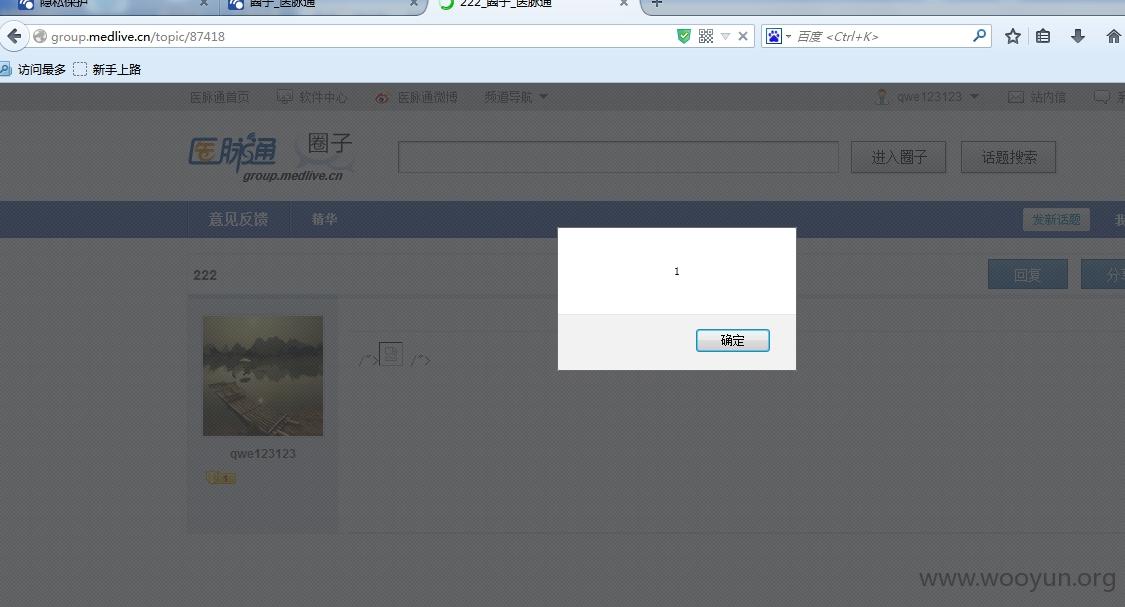 隐私保护
圈子_医脉通
222_圈子_医脉通
group.medlive.cn/topic/87418
百度 <Ctrl+K>
访问最多 新手上路
医脉通首页 软件中心 医脉通微博 频道导航 qwe123123 站内信
医脉通 圈子
group.medlive.cn
进入圈子 话题搜索
意见反馈 精华 发新话题
222 回复 分享
1
确定
/">
/">
qwe123123
1
www.wooyun.org